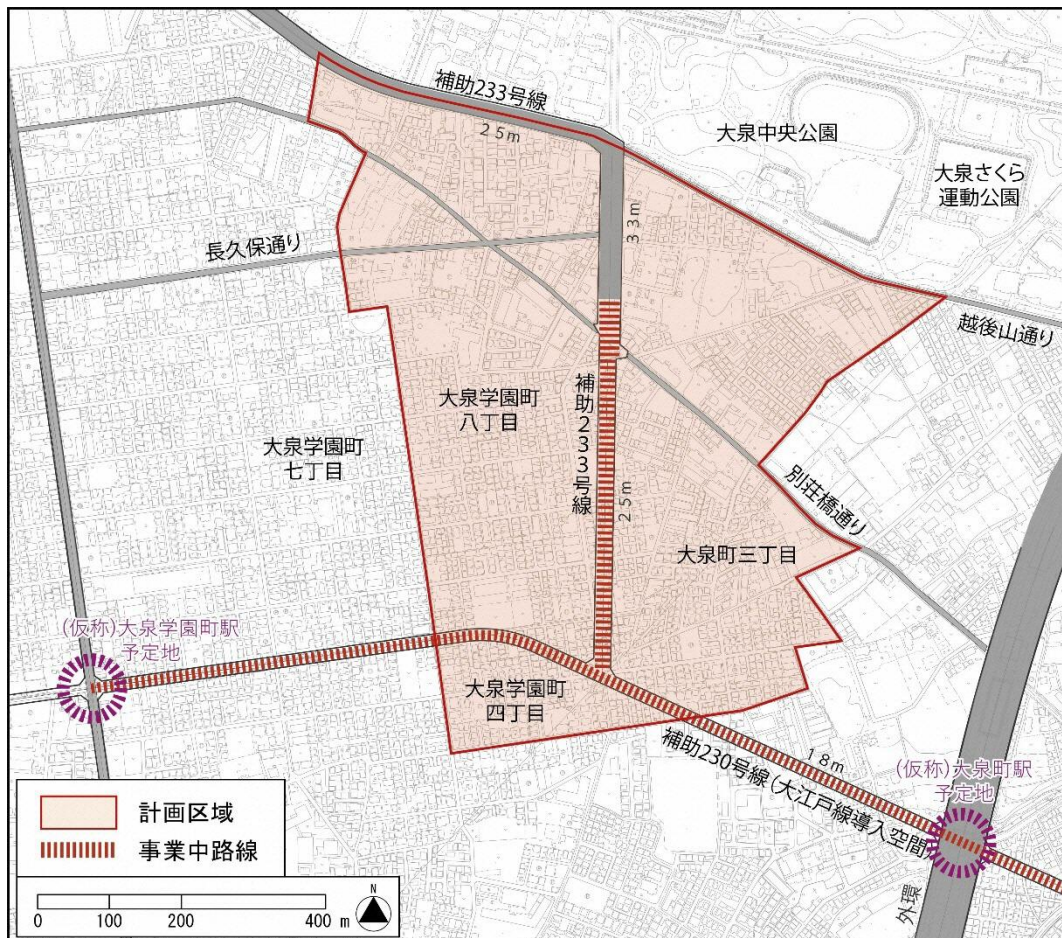 補助233号線
25m
大泉中央公園
大泉さくら
運動公園
33m
長久保通り
越後山通り
補助233号線
25m
大泉学園町
八丁目
大泉学園町
七丁目
別荘橋通り
大泉町三丁目
(仮称)大泉学園町駅
予定地
大泉学園町
四丁目
18m
補助230号線(大江戸線導入空間)
(仮称)大泉町駅
予定地
外環
計画区域
事業中路線
0 100 200 400 m
N